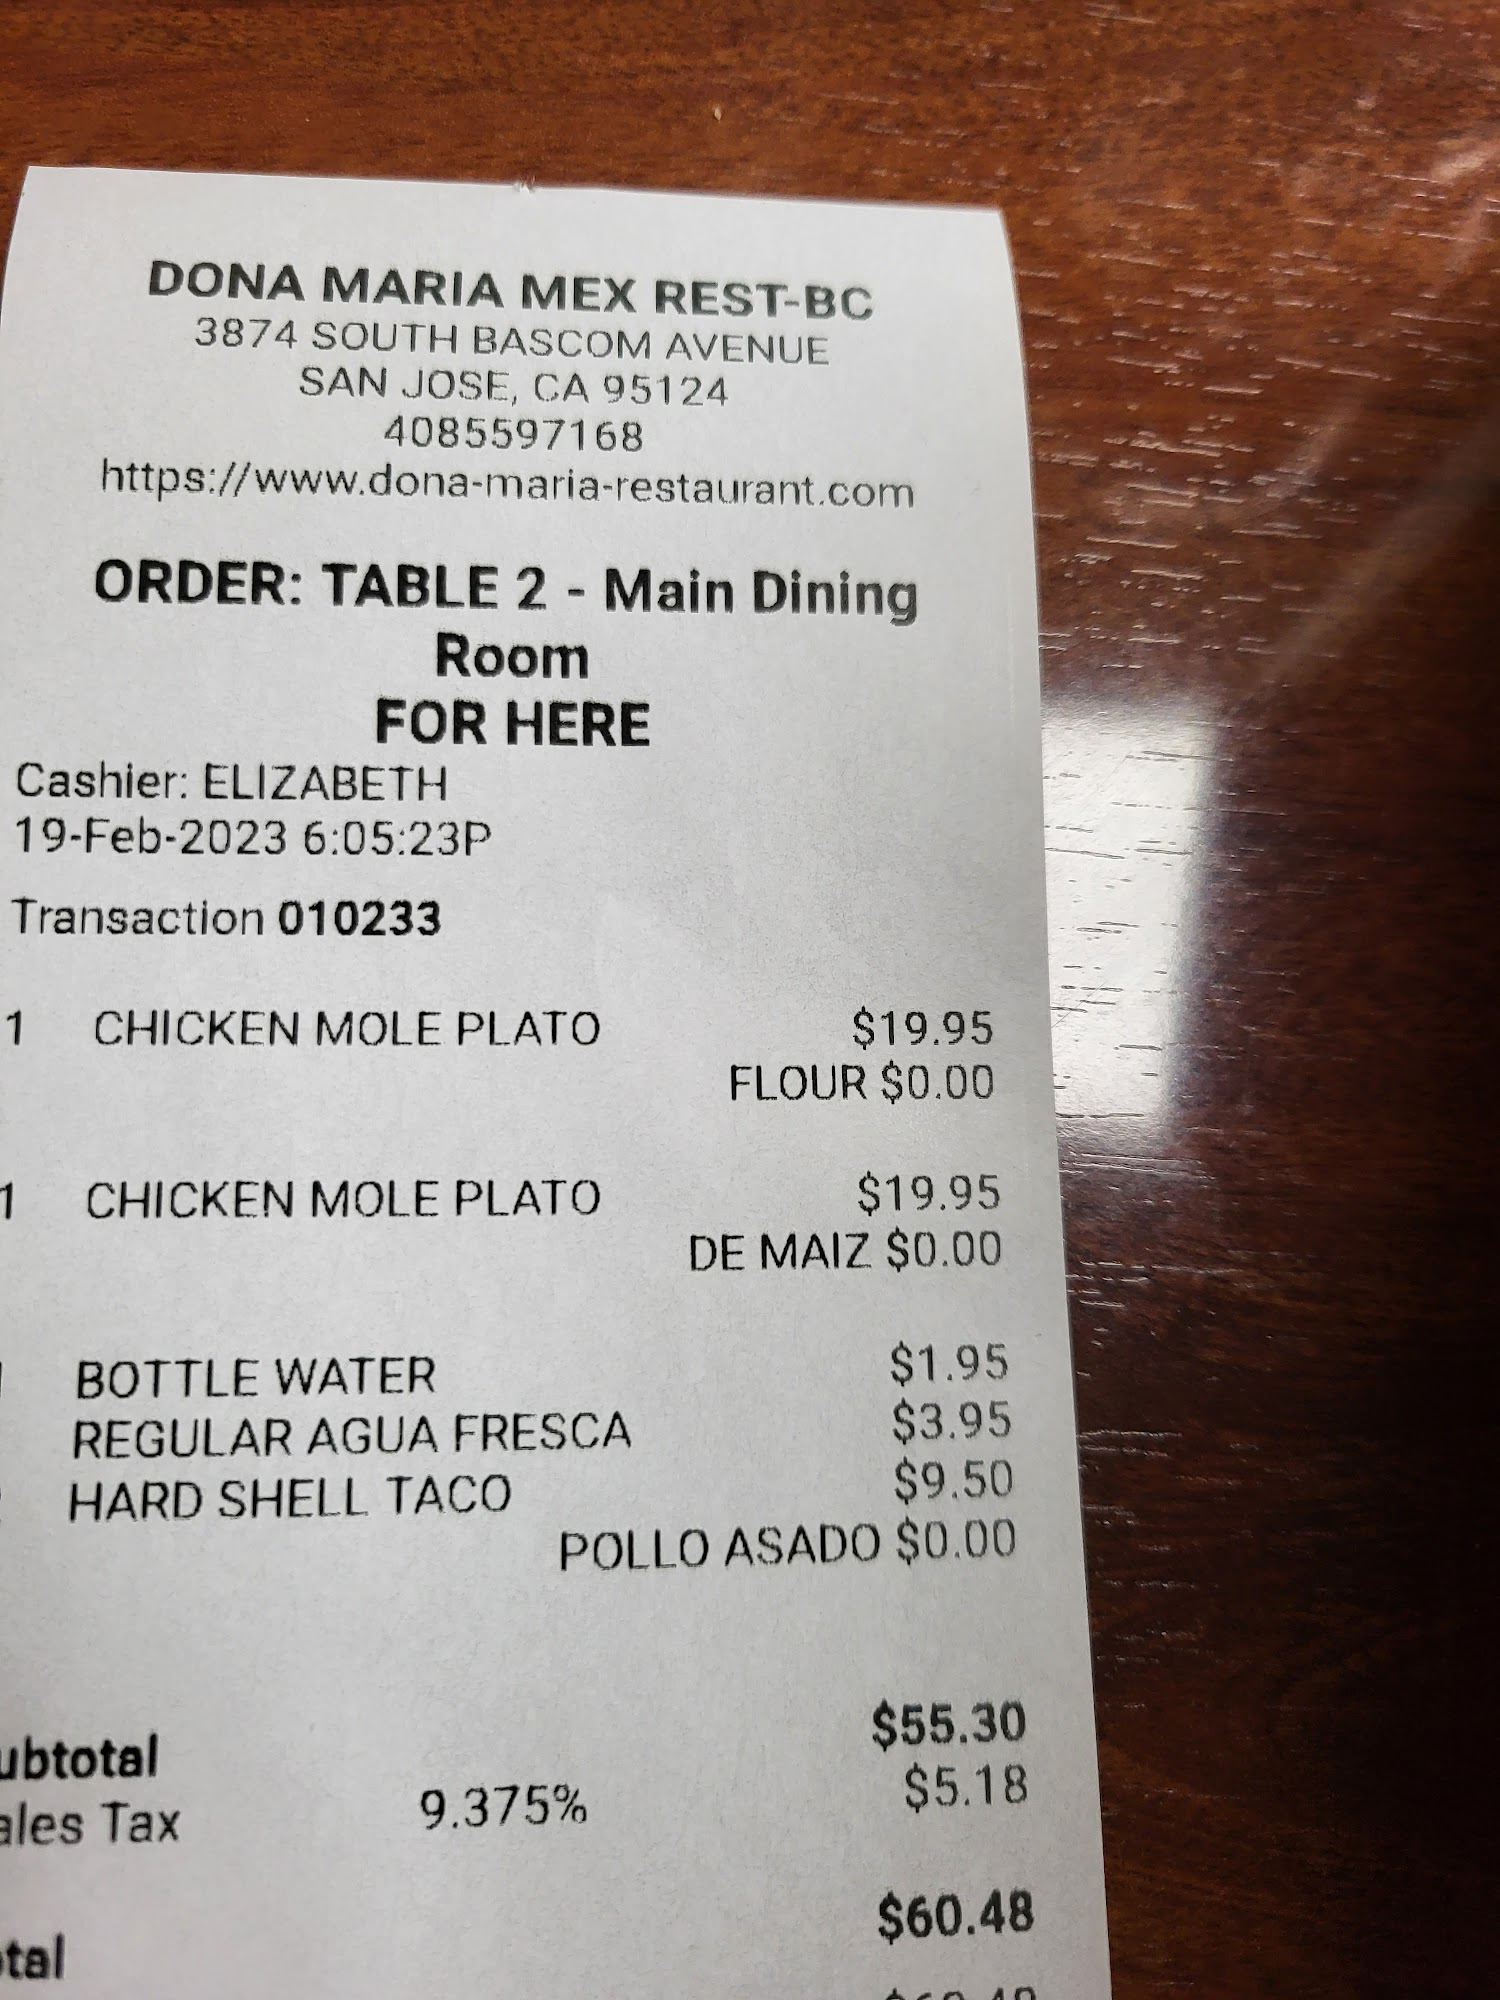 DONA MARIA MEX REST-BC
3874 SOUTH BASCOM AVENUE
SAN JOSE, CA 95124
4085597168
https://www.dona-maria-restaurant.com
ORDER: TABLE 2 - Main Dining
Room
FOR HERE
Cashier: ELIZABETH
19-Feb-2023 6:05:23P
Transaction 010233
1 CHICKEN MOLE PLATO $19.95
FLOUR $0.00
1 CHICKEN MOLE PLATO $19.95
DE MAIZ $0.00
BOTTLE WATER $1.95
REGULAR AGUA FRESCA $3.95
HARD SHELL TACO $9.50
POLLO ASADO $0.00
ubtotal $55.30
ales Tax 9.375% $5.18
otal $60.48